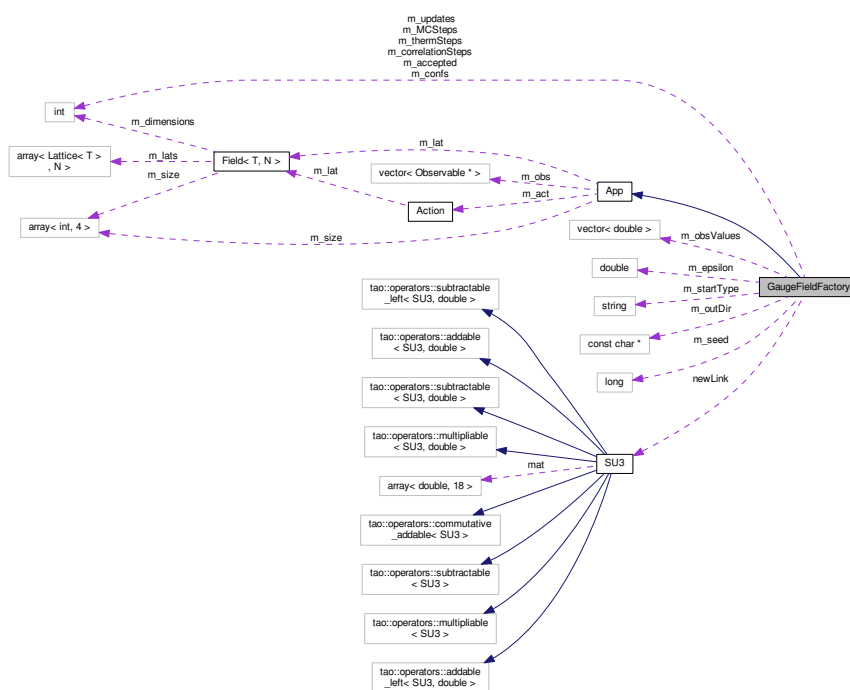 m_updates
m_MCSteps
m_thermSteps
m_correlationSteps
m_accepted
m_confs
int
m_dimensions
array< Lattice< T >
, N >
m_lats
Field< T, N >
m_lat
m_size
m_lat
vector< Observable * >
m_obs
App
m_act
Action
array< int, 4 >
m_size
vector< double >
m_obsValues
double
m_epsilon
GaugeFieldFactory
m_startType
string
m_outDir
const char *
m_seed
long
newLink
tao::operators::subtractable
_left< SU3, double >
tao::operators::addable
< SU3, double >
tao::operators::subtractable
< SU3, double >
tao::operators::multipliable
< SU3, double >
mat
SU3
array< double, 18 >
tao::operators::commutative
_addable< SU3 >
tao::operators::subtractable
< SU3 >
tao::operators::multipliable
< SU3 >
tao::operators::addable
_left< SU3, double >